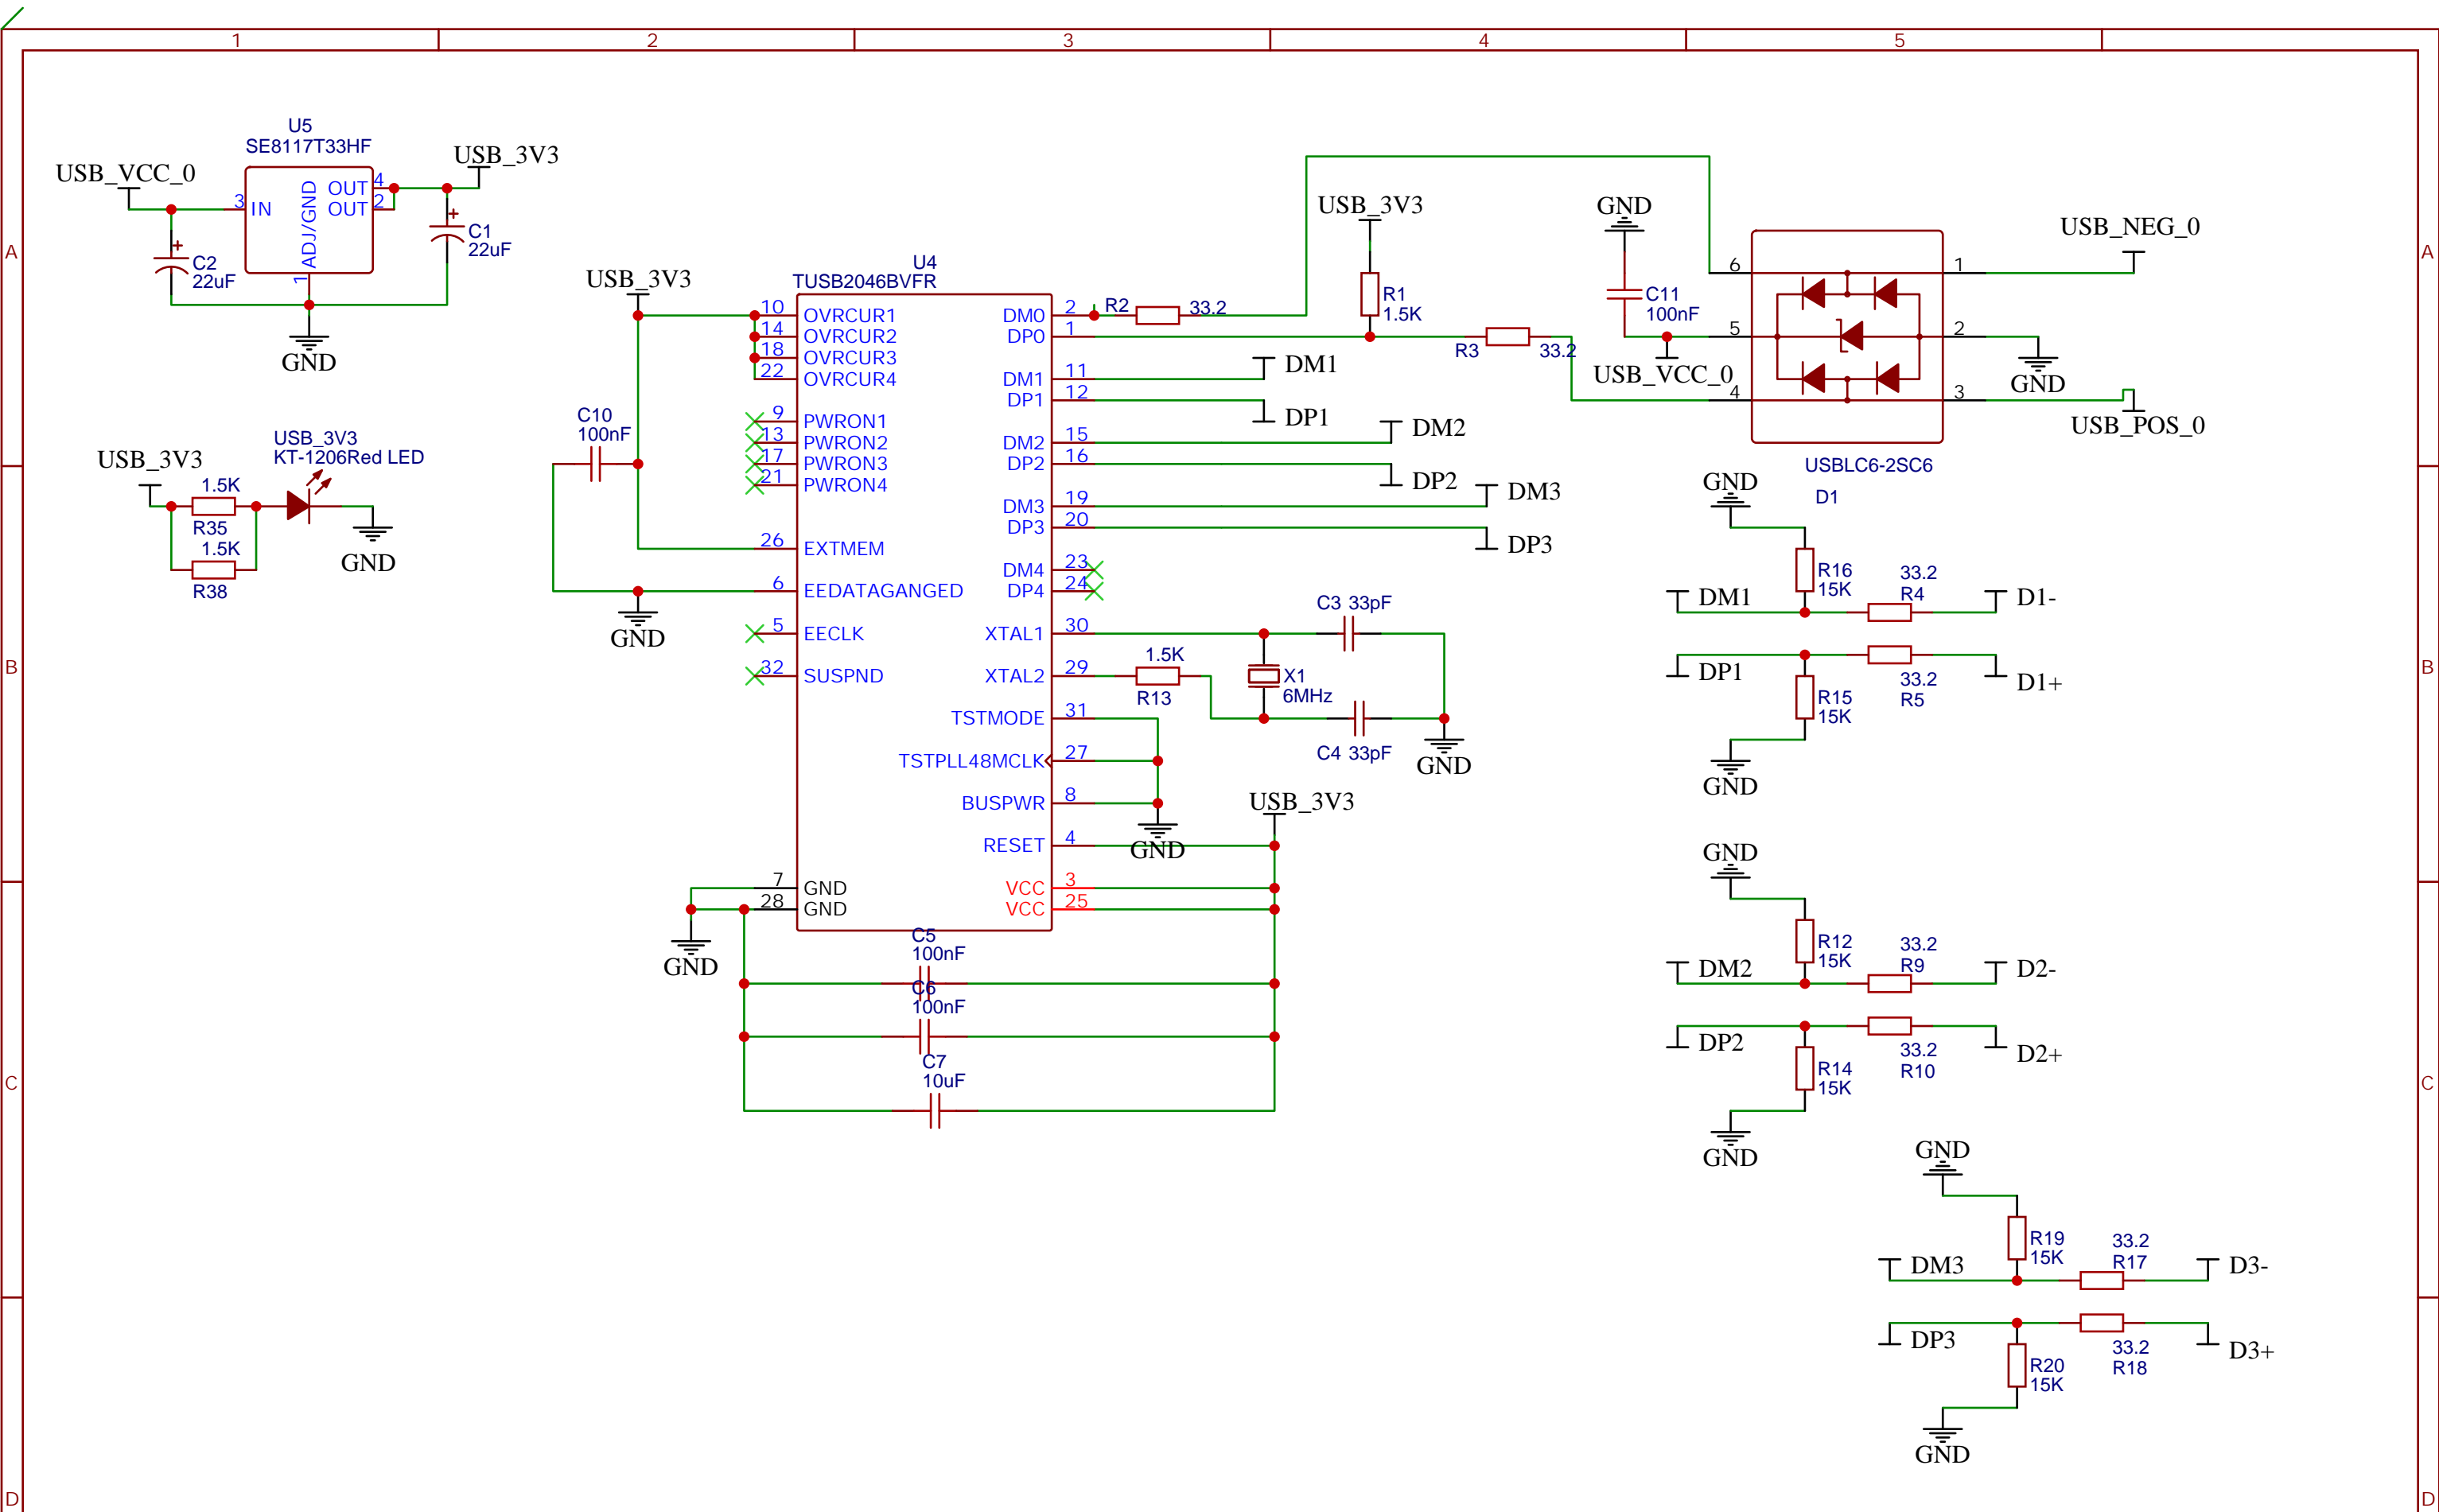 1
2
3
4
5
A
B
C
D
A
B
C
D
U5
SE8117T33HF
USB_VCC_0
USB_3V3
3
IN
ADJ/GND
1
OUT
4
OUT
2
C1
22uF
C2
22uF
GND
USB_3V3
USB_3V3
KT-1206Red LED
1.5K
R35
1.5K
R38
GND
USB_3V3
C10
100nF
GND
U4
TUSB2046BVFR
10
OVRCUR1
14
OVRCUR2
18
OVRCUR3
22
OVRCUR4
9
PWRON1
13
PWRON2
17
PWRON3
21
PWRON4
26
EXTMEM
6
EEDATAGANGED
5
EECLK
32
SUSPND
7
GND
28
GND
GND
DM0
2
DP0
1
DM1
11
DP1
12
DM2
15
DP2
16
DM3
19
DP3
20
DM4
23
DP4
24
XTAL1
30
XTAL2
29
TSTMODE
31
TSTPLL48MCLK
27
BUSPWR
8
RESET
4
VCC
3
VCC
25
C5
100nF
C6
100nF
C7
10uF
R2
33.2
USB_3V3
R1
1.5K
R3
33.2
DM1
DP1
DM2
DP2
DM3
DP3
C3 33pF
1.5K
R13
X1
6MHz
C4 33pF
GND
GND
USB_3V3
GND
C11
100nF
USB_VCC_0
6
5
4
1
2
3
USB_NEG_0
GND
USB_POS_0
USBLC6-2SC6
D1
GND
R16
15K
33.2
R4
DM1
D1-
DP1
D1+
33.2
R5
R15
15K
GND
GND
R12
15K
33.2
R9
DM2
D2-
DP2
D2+
33.2
R10
R14
15K
GND
GND
R19
15K
33.2
R17
DM3
D3-
DP3
D3+
33.2
R18
R20
15K
GND